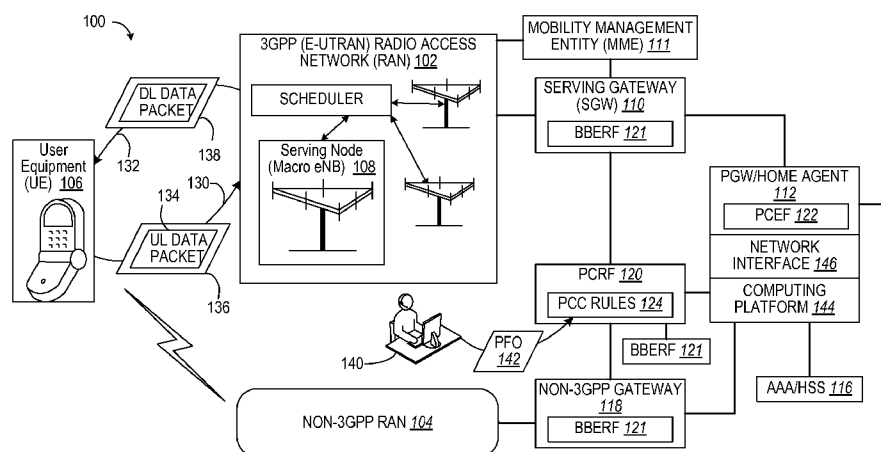 100
3GPP (E-UTRAN) RADIO ACCESS
NETWORK (RAN) 102
MOBILITY MANAGEMENT
ENTITY (MME) 111
DL DATA
PACKET
132
138
SCHEDULER
Serving Node
(Macro eNB) 108
SERVING GATEWAY
(SGW) 110
BBERF 121
User
Equipment
(UE) 106
134
130
UL DATA
PACKET
136
PGW/HOME AGENT
112
PCEF 122
NETWORK
INTERFACE 146
COMPUTING
PLATFORM
144
PCRF 120
PCC RULES 124
BBERF 121
140
PFO
142
AAA/HSS 116
NON-3GPP RAN 104
NON-3GPP GATEWAY
118
BBERF 121